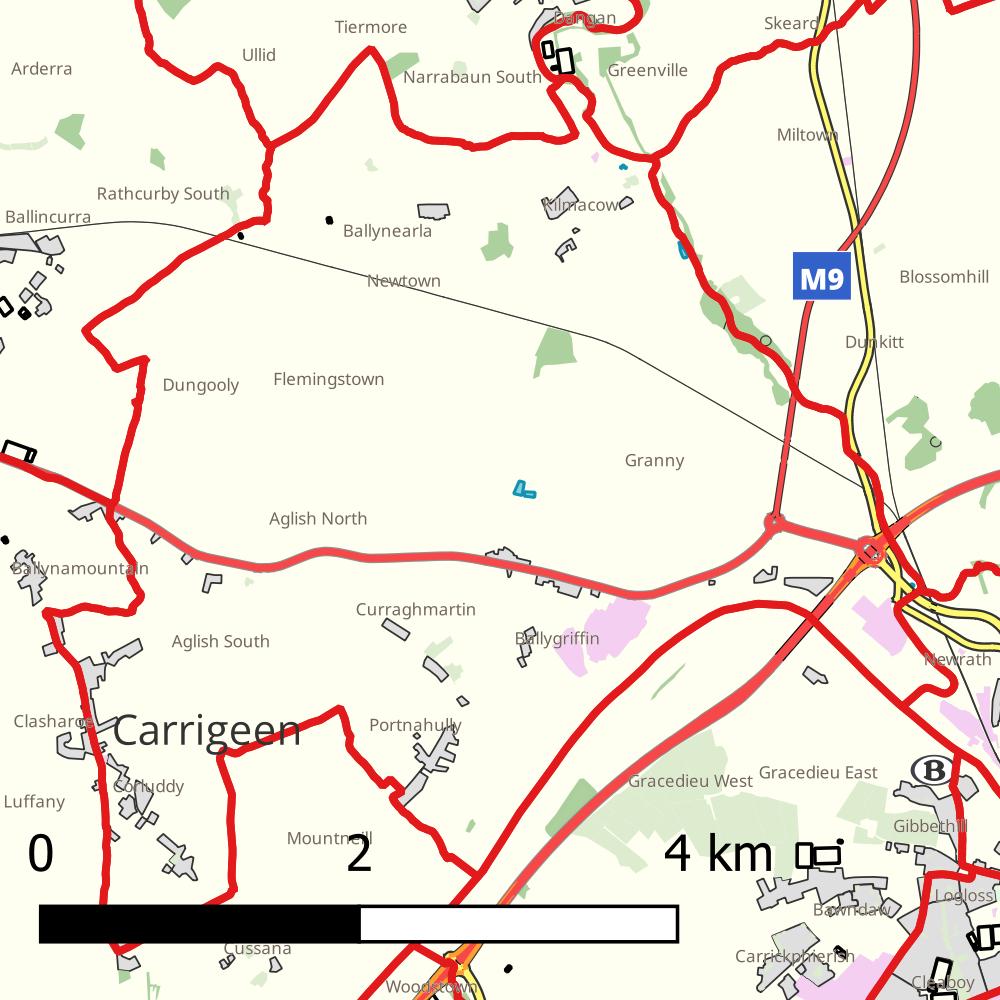 Dangan
Skeard
Tiermore
Ullid
Arderra
Narrabaun South
Greenville
Miltown
Rathcurby South
Ballincurra
Kilmacow
Ballynearla
Newtown
M9
Blossomhill
Dunkitt
Dungooly
Flemingstown
Granny
Aglish North
Ballynamountain
Curraghmartin
Ballygriffin
Aglish South
Newrath
Clasharoe
Carrigeen
Portnahully
Gracedieu West
Gracedieu East
B
Corluddy
Luffany
Gibbethill
Mountneill
0
2
4 km
Logloss
Bawndaw
Cussana
Carrickphierish
Woodstown
Cleaboy